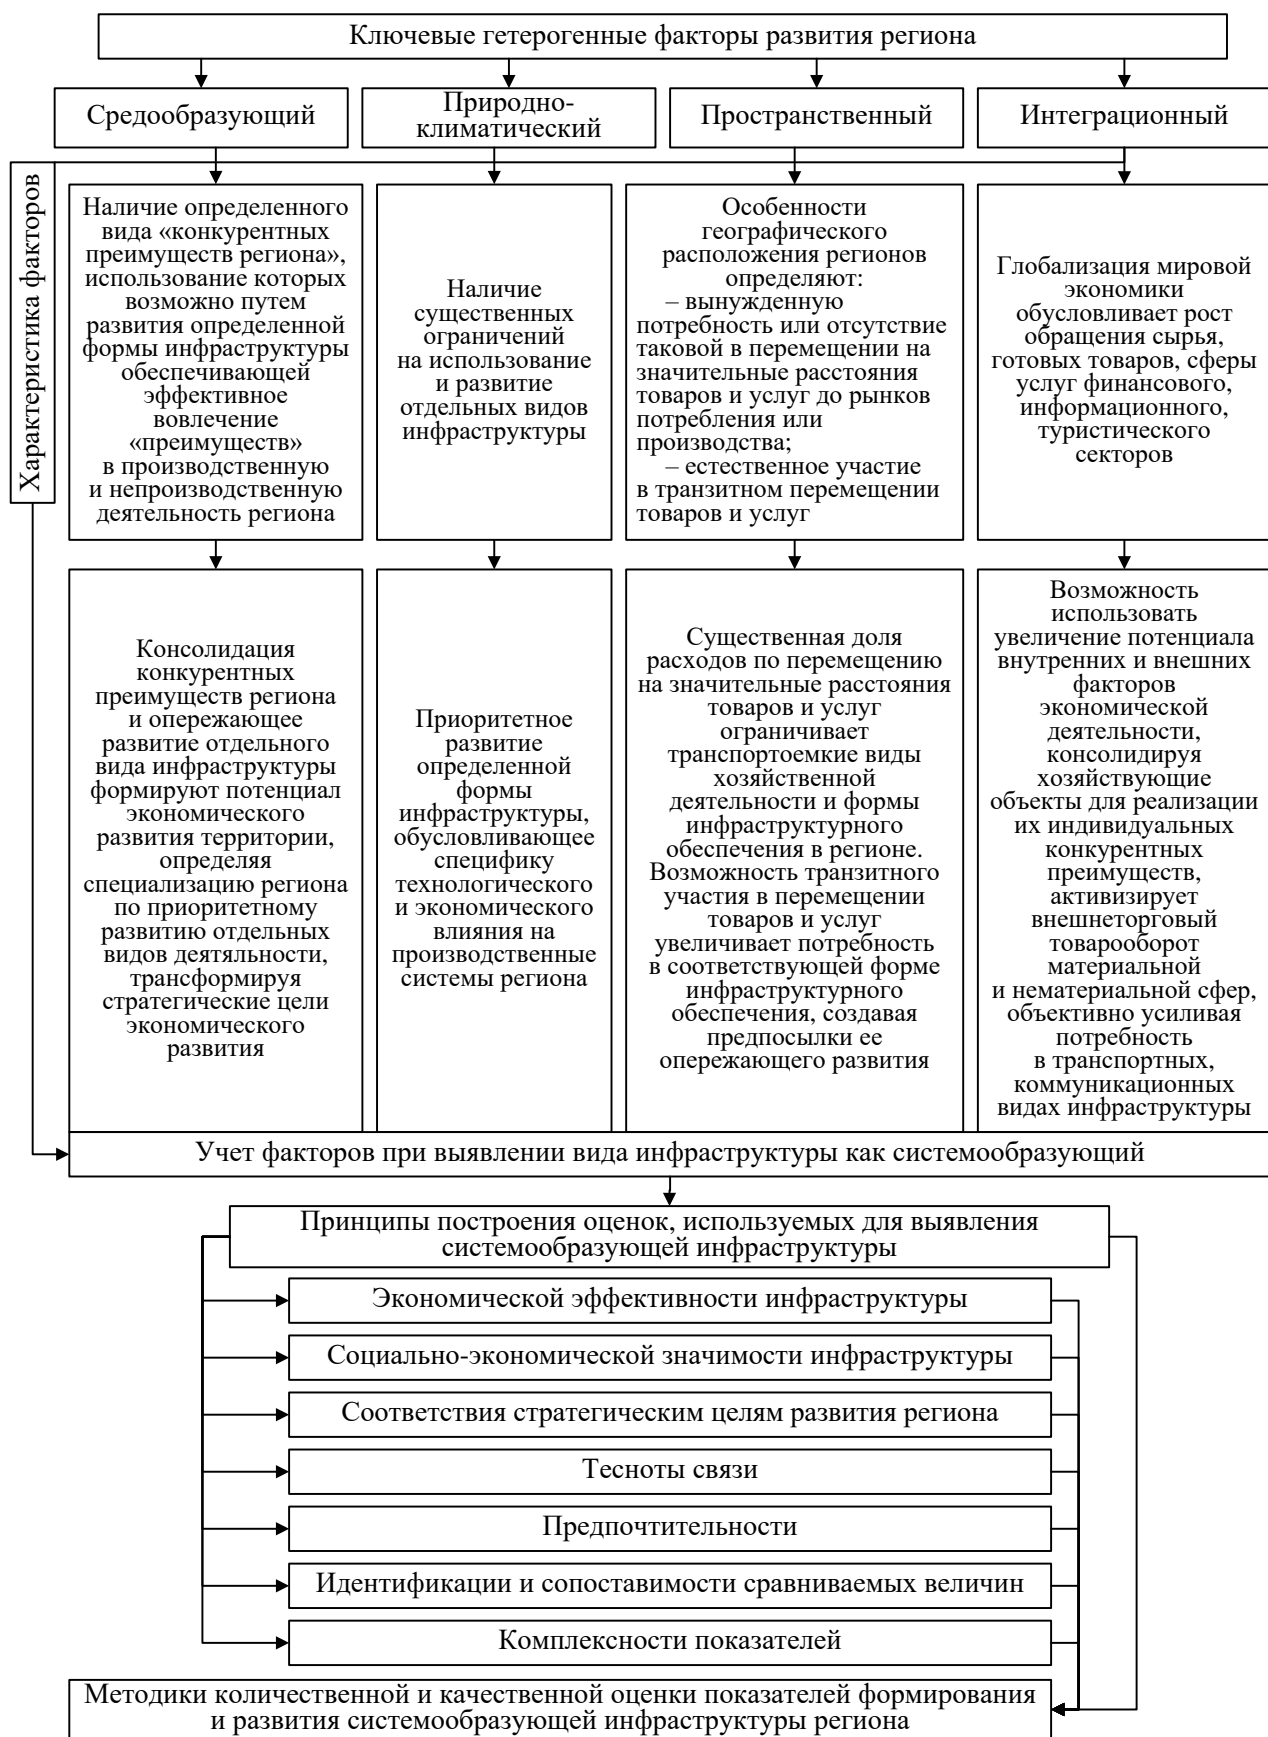 Ключевые гетерогенные факторы развития региона
Средообразующий
Природно-
климатический
Пространственный
Интеграционный
Характеристика факторов
Наличие определенного
вида «конкурентных
преимуществ региона»,
использование которых
возможно путем
развития определенной
формы инфраструктуры
обеспечивающей
эффективное
вовлечение
«преимуществ»
в производственную
и непроизводственную
деятельность региона
Наличие
существенных
ограничений
на использование
и развитие
отдельных видов
инфраструктуры
Особенности
географического
расположения регионов
определяют:
– вынужденную
потребность или отсутствие
таковой в перемещении на
значительные расстояния
товаров и услуг до рынков
потребления или
производства;
– естественное участие
в транзитном перемещении
товаров и услуг
Глобализация мировой
экономики
обусловливает рост
обращения сырья,
готовых товаров, сферы
услуг финансового,
информационного,
туристического
секторов
Консолидация
конкурентных
преимуществ региона
и опережающее
развитие отдельного
вида инфраструктуры
формируют потенциал
экономического
развития территории,
определяя
специализацию региона
по приоритетному
развитию отдельных
видов деятяльности,
трансформируя
стратегические цели
экономического
развития
Приоритетное
развитие
определенной
формы
инфраструктуры,
обусловливающее
специфику
технологического
и экономического
влияния на
производственные
системы региона
Существенная доля
расходов по перемещению
на значительные расстояния
товаров и услуг
ограничивает
транспортоемкие виды
хозяйственной
деятельности и формы
инфраструктурного
обеспечения в регионе.
Возможность транзитного
участия в перемещении
товаров и услуг
увеличивает потребность
в соответствующей форме
инфраструктурного
обеспечения, создавая
предпосылки ее
опережающего развития
Возможность
использовать
увеличение потенциала
внутренних и внешних
факторов
экономической
деятельности,
консолидируя
хозяйствующие
объекты для реализации
их индивидуальных
конкурентных
преимуществ,
активизирует
внешнеторговый
товарооборот
материальной
и нематериальной сфер,
объективно усиливая
потребность
в транспортных,
коммуникационных
видах инфраструктуры
Учет факторов при выявлении вида инфраструктуры как системообразующий
Принципы построения оценок, используемых для выявления
системообразующей инфраструктуры
Экономической эффективности инфраструктуры
Социально-экономической значимости инфраструктуры
Соответствия стратегическим целям развития региона
Тесноты связи
Предпочтительности
Идентификации и сопоставимости сравниваемых величин
Комплексности показателей
Методики количественной и качественной оценки показателей формирования
и развития системообразующей инфраструктуры региона